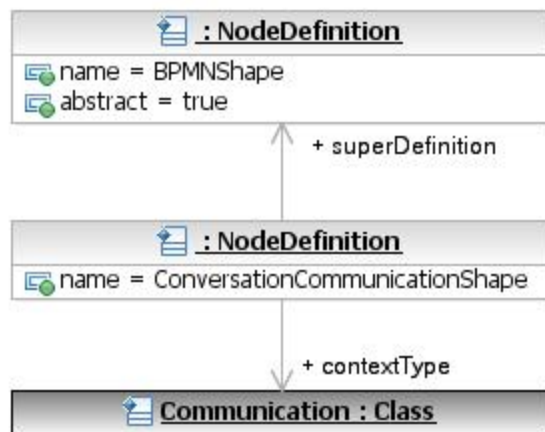 : NodeDefinition
name = BPMNShape
abstract = true
+ superDefinition
: NodeDefinition
name = ConversationCommunicationShape
+ contextType
Communication : Class